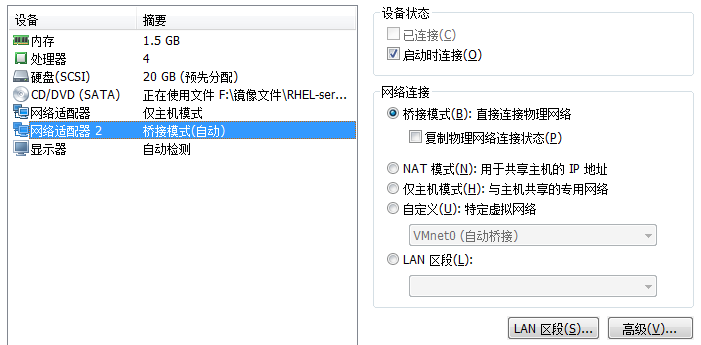 设备 摘要
内存 1.5 GB
处理器 4
硬盘(SCSI) 20 GB (预先分配)
CD/DVD (SATA) 正在使用文件 F:\镜像文件\RHEL-ser...
网络适配器 仅主机模式
网络适配器 2 桥接模式(自动)
显示器 自动检测
设备状态
已连接(C)
启动时连接(O)
网络连接
桥接模式(B): 直接连接物理网络
复制物理网络连接状态(P)
NAT 模式(N): 用于共享主机的 IP 地址
仅主机模式(H): 与主机共享的专用网络
自定义(U): 特定虚拟网络
VMnet0 (自动桥接)
LAN 区段(L):
LAN 区段(S)... 高级(V)...